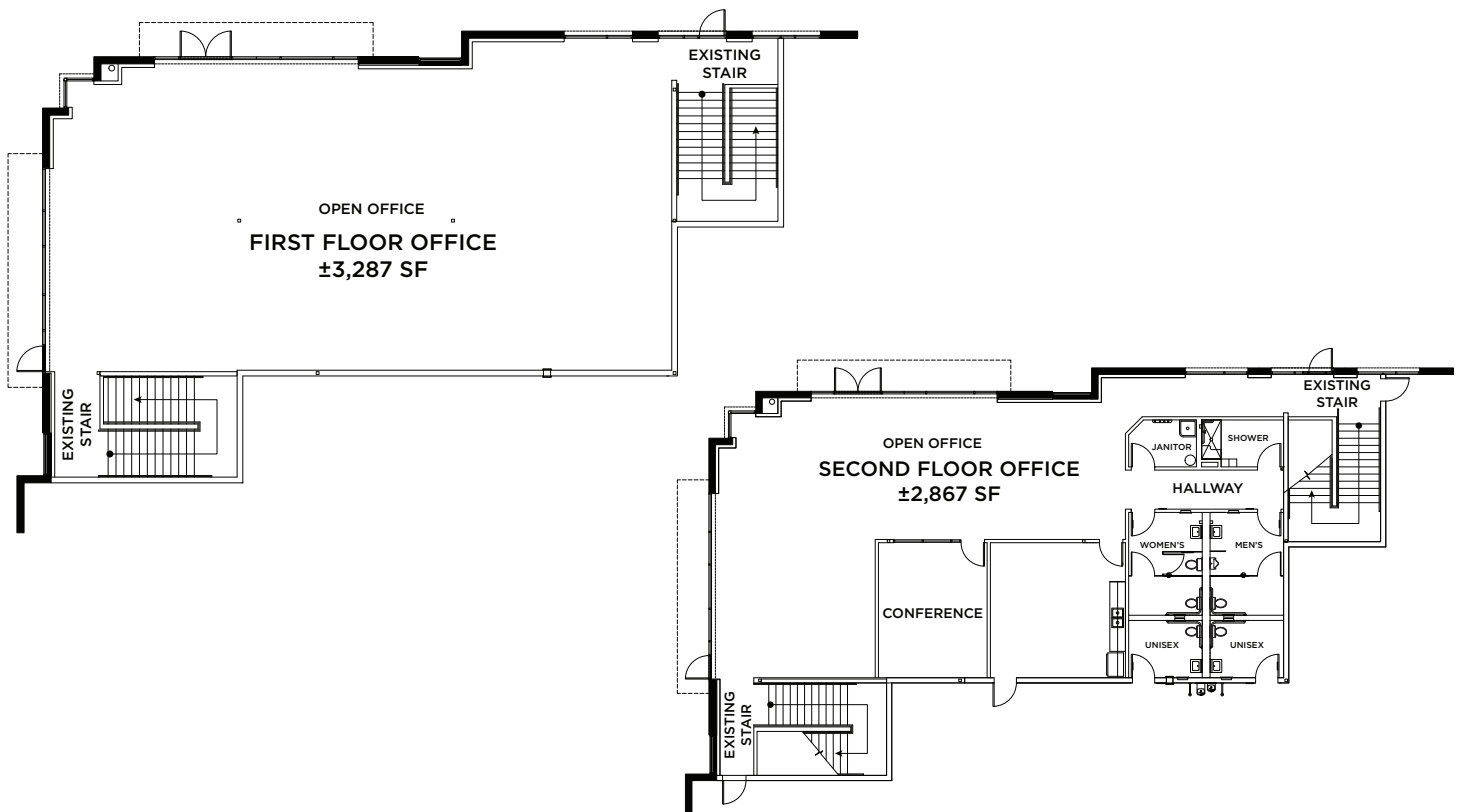 EXISTING
STAIR
OPEN OFFICE
FIRST FLOOR OFFICE
±3,287 SF
EXISTING
STAIR
EXISTING
STAIR
OPEN OFFICE
SECOND FLOOR OFFICE
±2,867 SF
JANITOR
SHOWER
HALLWAY
WOMEN'S
MEN'S
CONFERENCE
UNISEX
UNISEX
EXISTING
STAIR